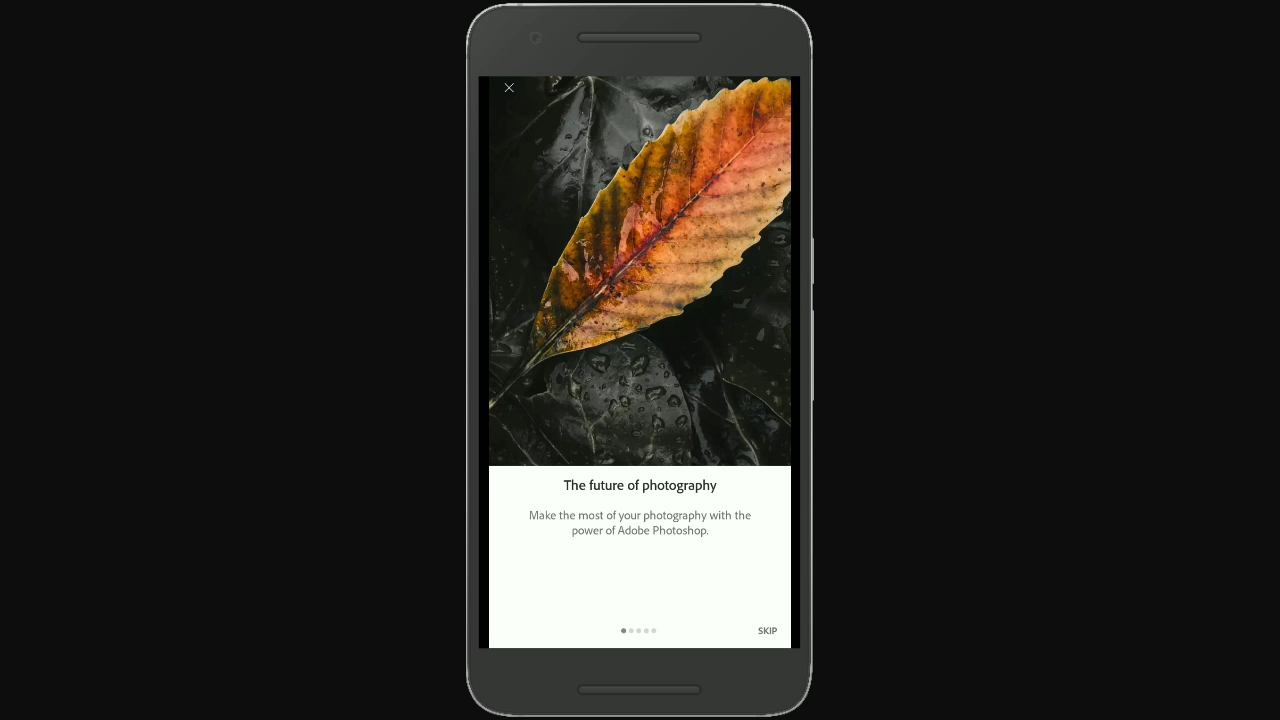 The future of photography
Make the most of your photography with the
power of Adobe Photoshop.
SKIP